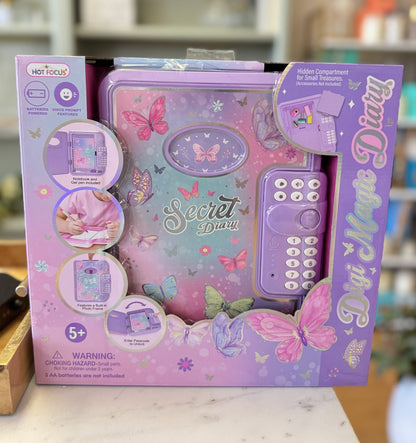 HOT FOCUS
BATTERIES
POWERED
VOICE PROMPT
FEATURES
Notebook and
Gel pen included
Features a Built-in
Photo Frame
Enter Passcode
to Unlock
5+
WARNING:
CHOKING HAZARD-Small parts.
Not for children under 3 years.
3 AA batteries are not included
Secret
Diary
Hidden Compartment
for Small Treasures.
(Accessories Not Included)
Digi Magic Diary